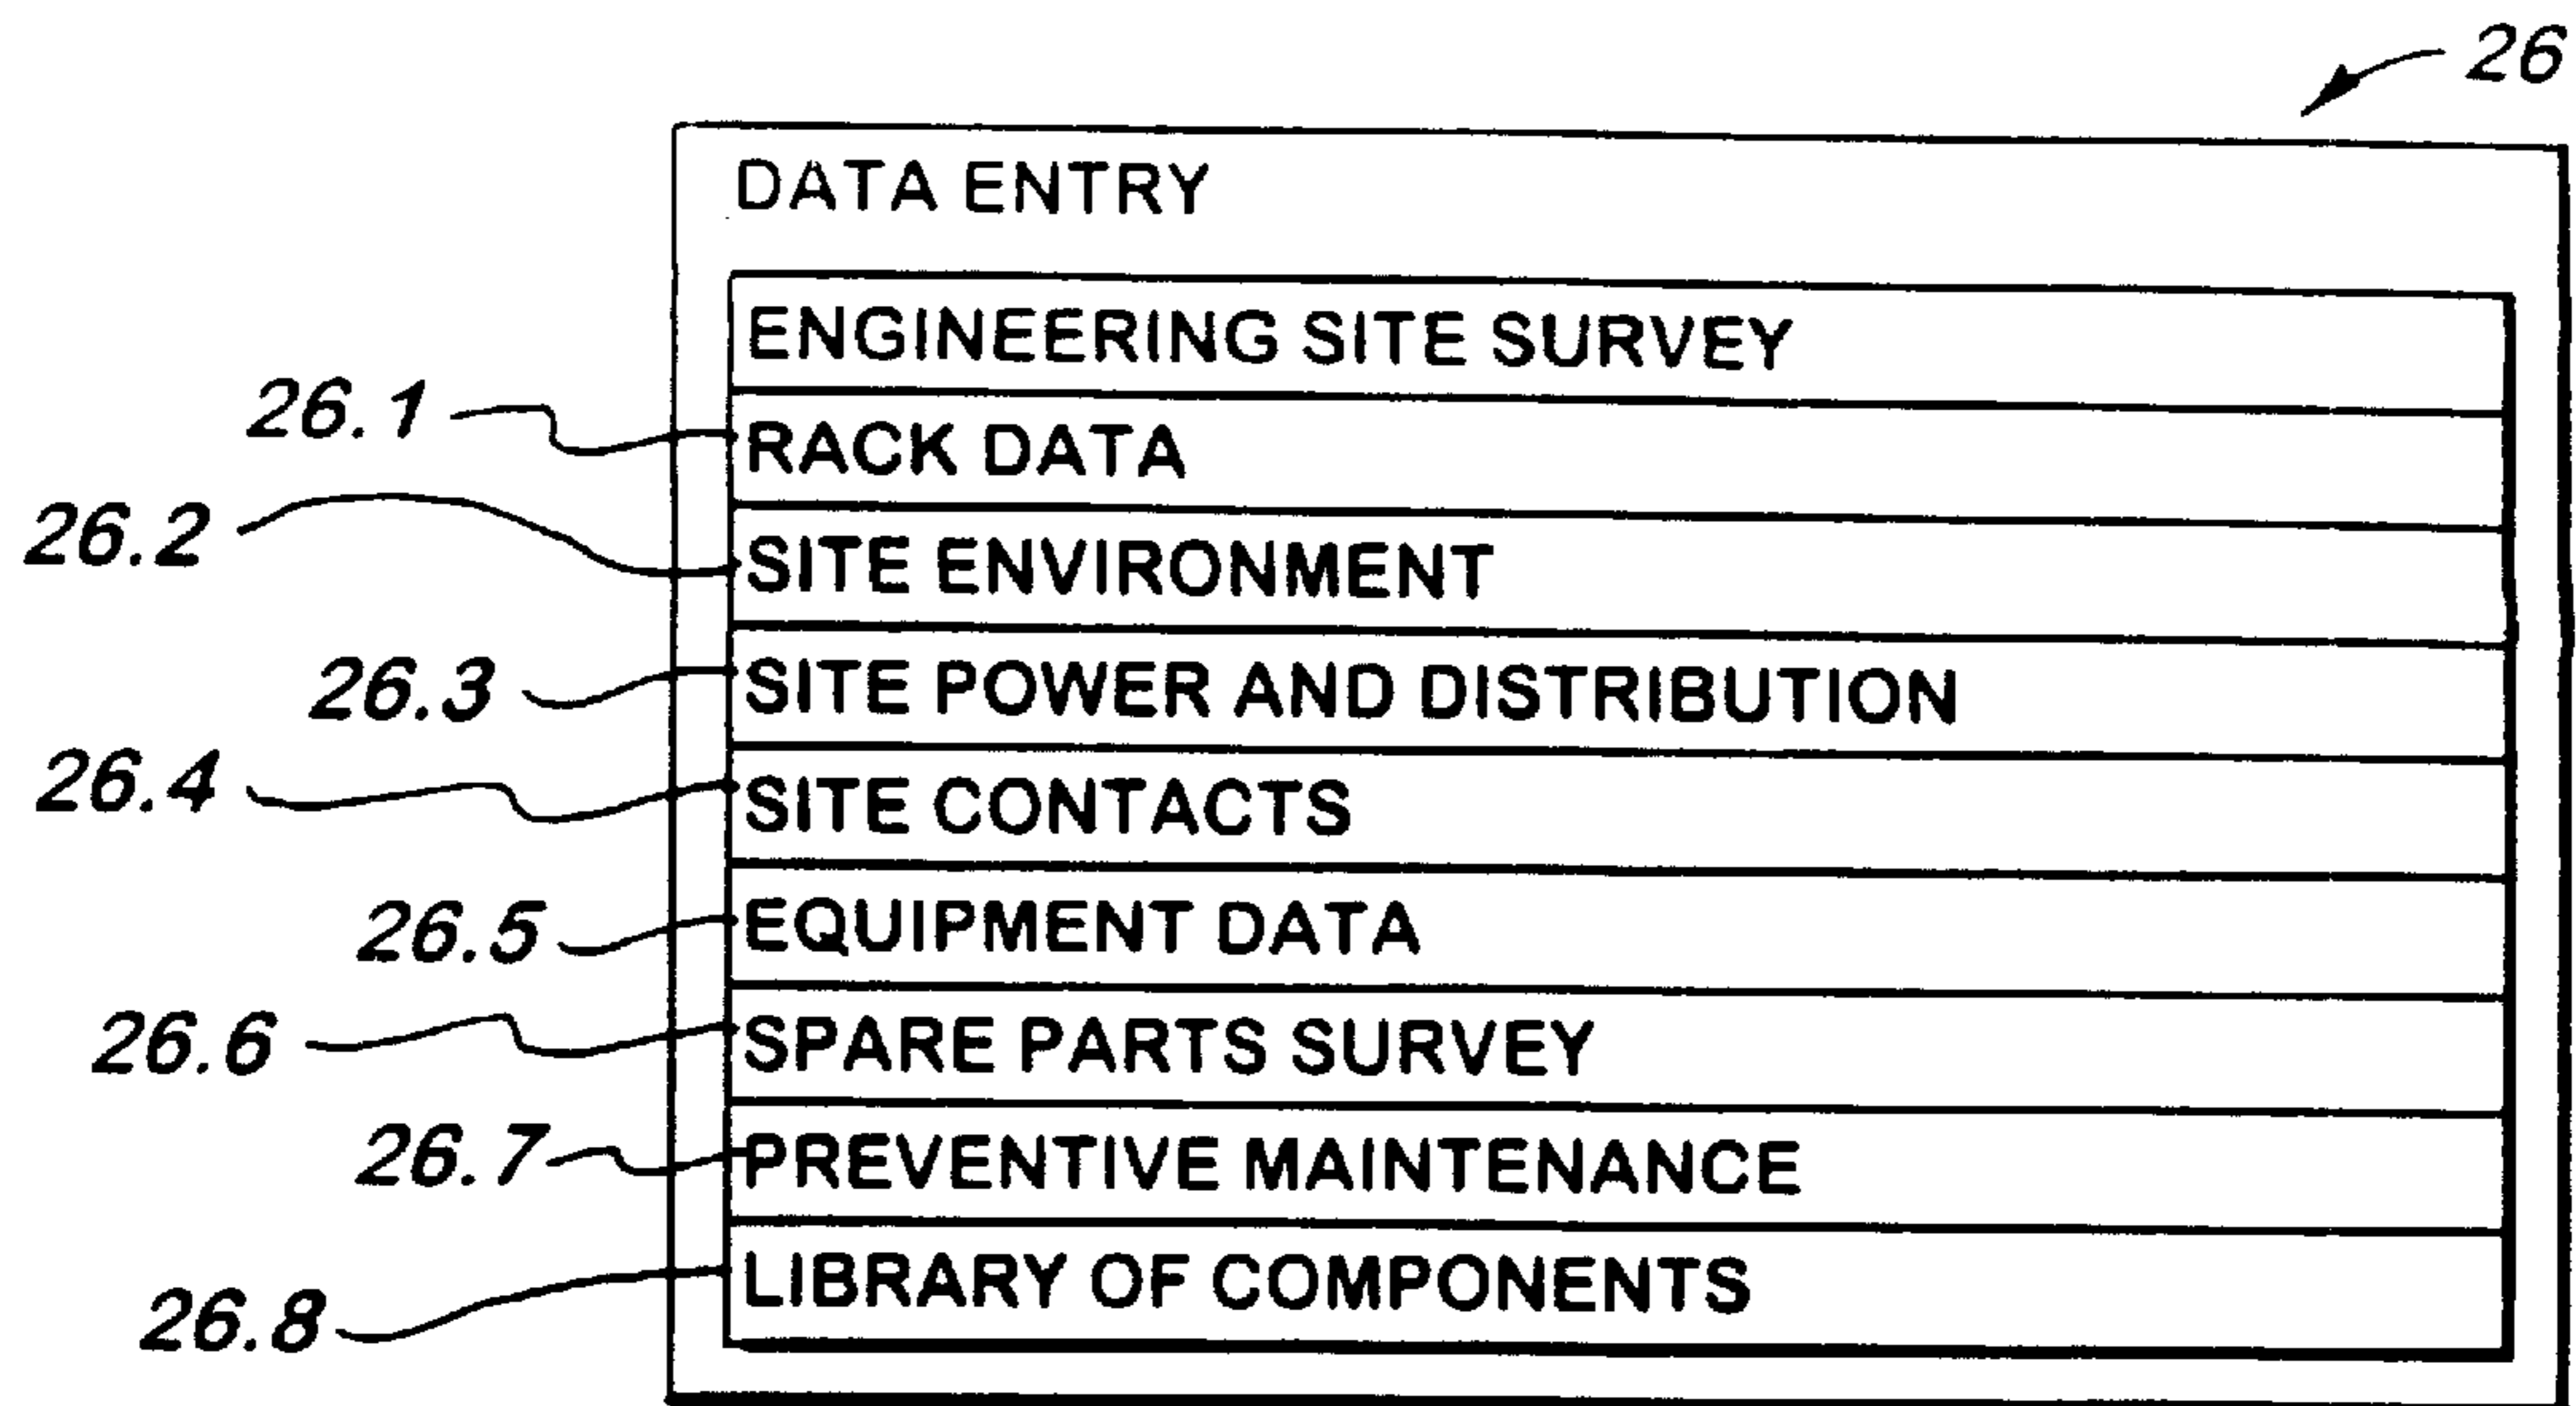 26
DATA ENTRY
ENGINEERING SITE SURVEY
26.1 RACK DATA
26.2 SITE ENVIRONMENT
26.3 SITE POWER AND DISTRIBUTION
26.4 SITE CONTACTS
26.5 EQUIPMENT DATA
26.6 SPARE PARTS SURVEY
26.7 PREVENTIVE MAINTENANCE
26.8 LIBRARY OF COMPONENTS